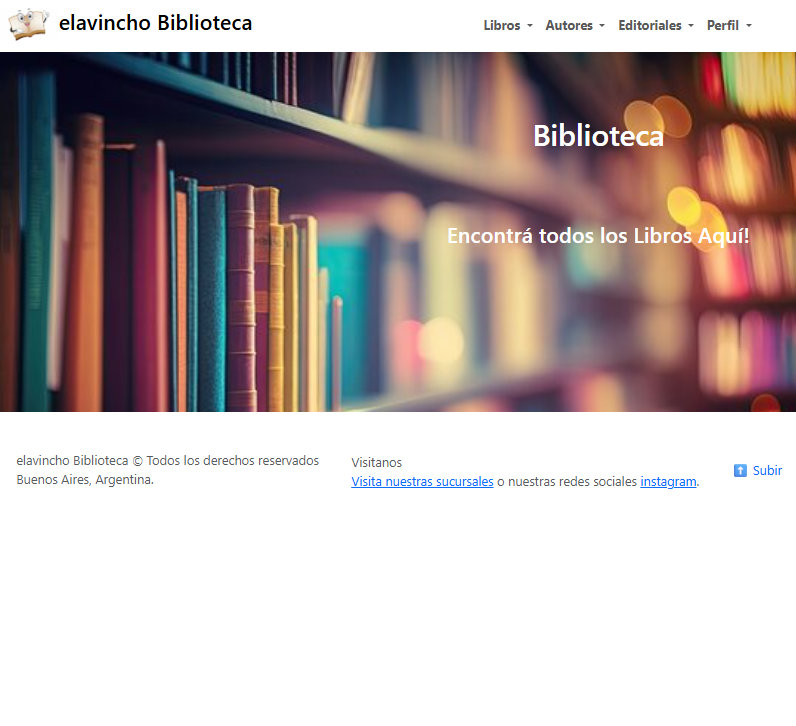 elavincho Biblioteca
Libros Autores Editoriales Perfil
Biblioteca
Encontrá todos los Libros Aquí!
elavincho Biblioteca © Todos los derechos reservados
Buenos Aires, Argentina.
Visitanos
Visita nuestras sucursales o nuestras redes sociales instagram.
Subir